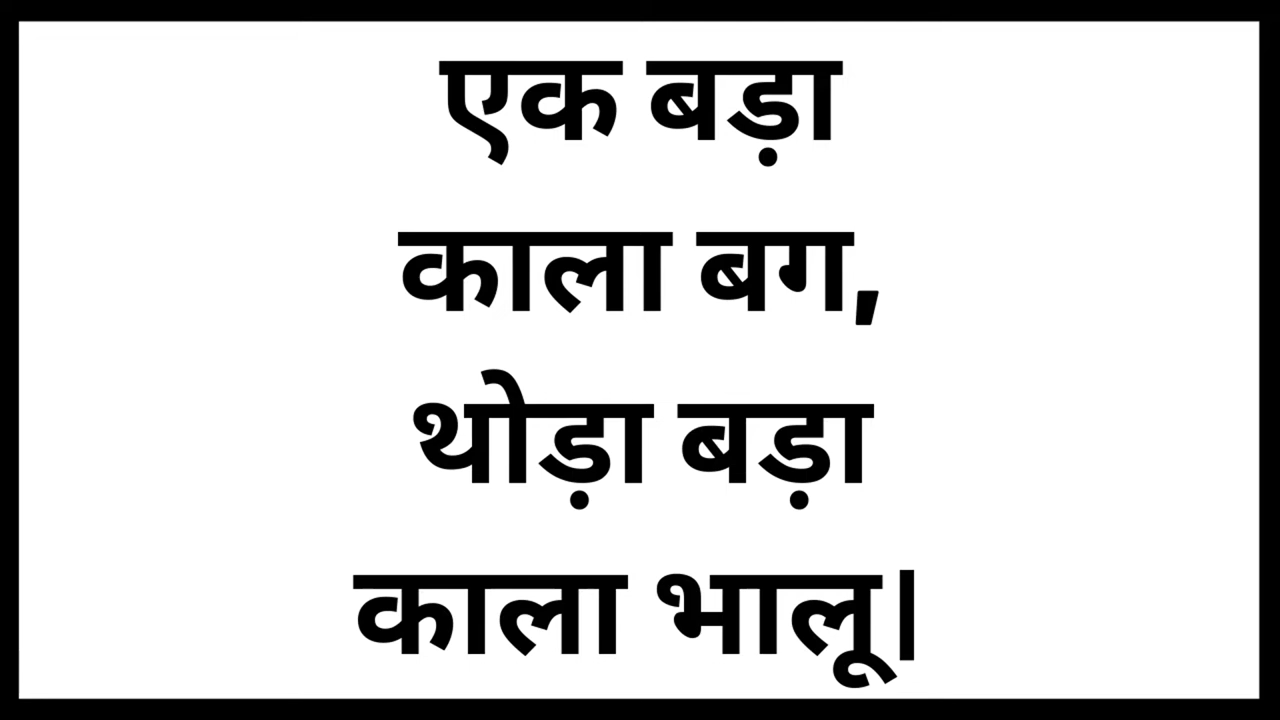 एक बड़ा
काला बग,
थोड़ा बड़ा
काला भालू।